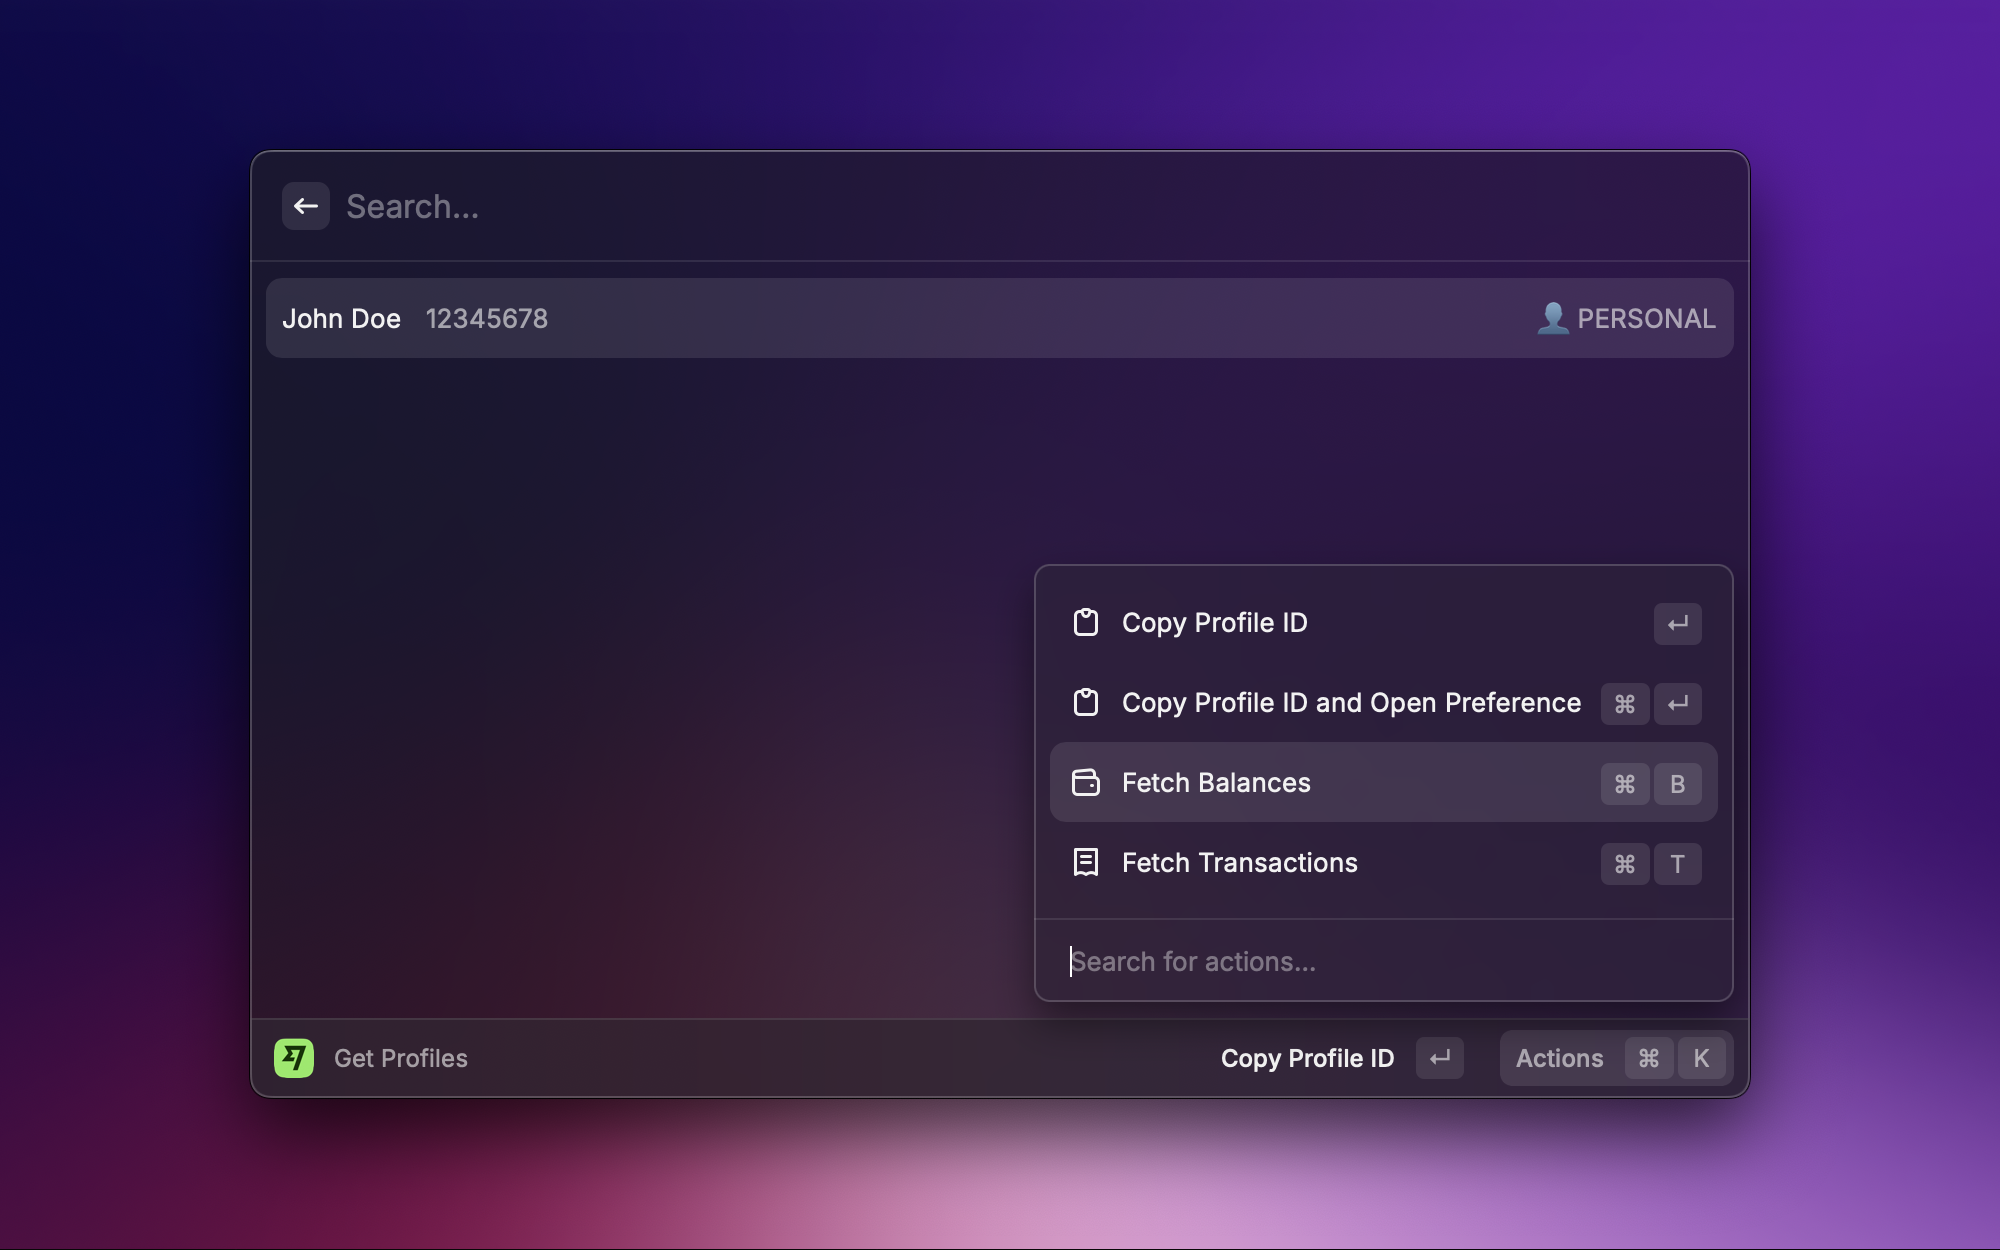 Search...
John Doe 12345678 PERSONAL
Copy Profile ID ↵
Copy Profile ID and Open Preference ⌘ ↵
Fetch Balances ⌘ B
Fetch Transactions ⌘ T
Search for actions...
Get Profiles Copy Profile ID ↵ Actions ⌘ K